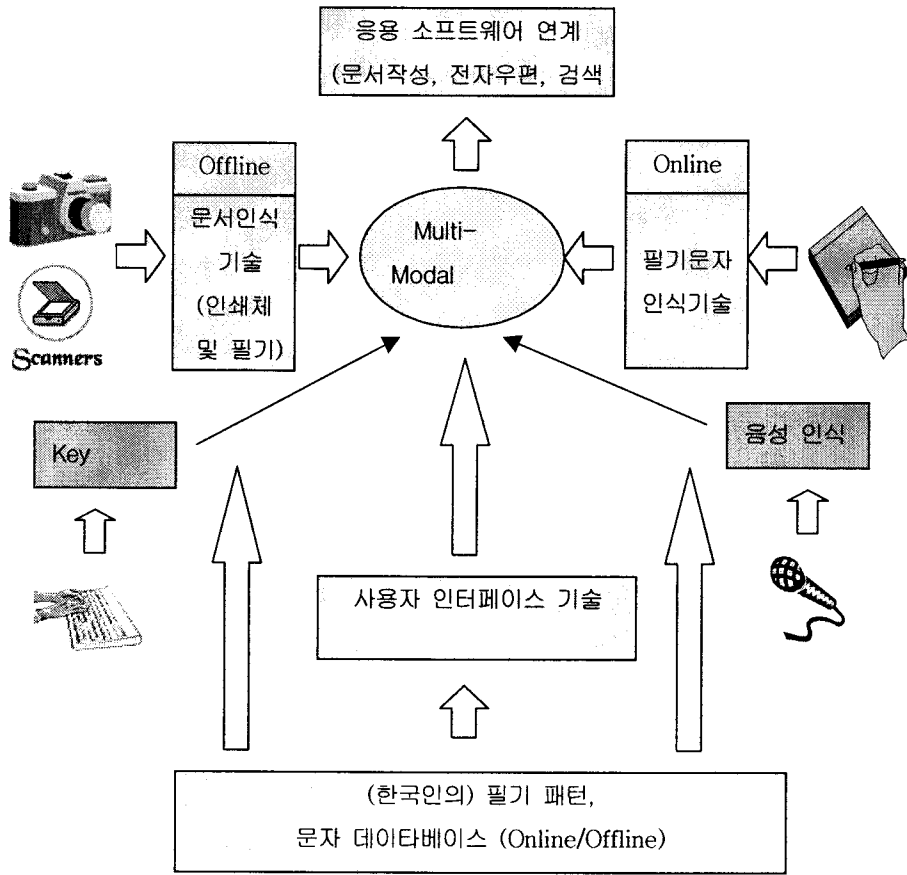 응용 소프트웨어 연계
(문서작성, 전자우편, 검색
Offline
문서인식
기술
(인쇄체
및 필기)
Multi-
Modal
Online
필기문자
인식기술
Scanners
Key
음성 인식
사용자 인터페이스 기술
(한국인의) 필기 패턴,
문자 데이타베이스 (Online/Offline)